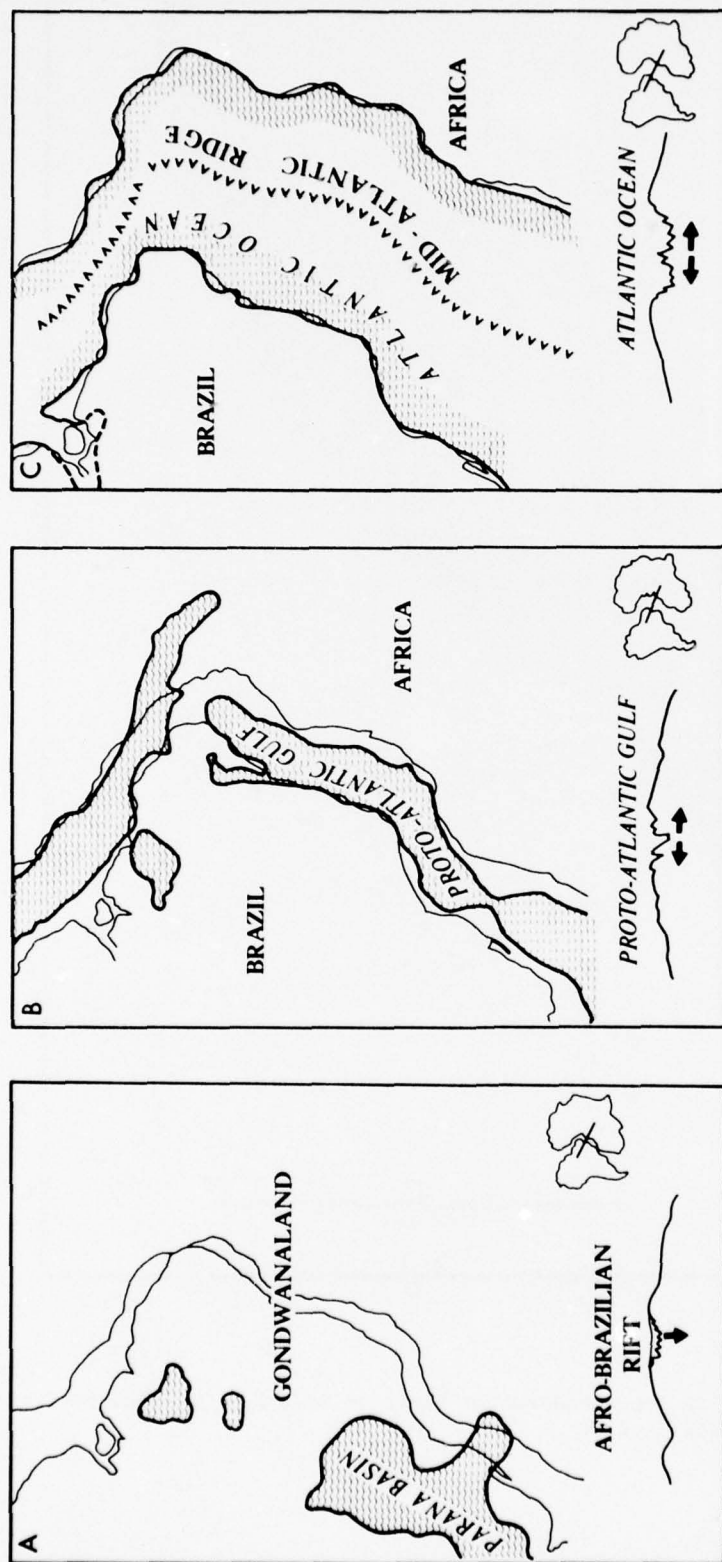 A
GONDWANALAND
PARANA BASIN
AFRO-BRAZILIAN
RIFT
B
BRAZIL
AFRICA
PROTO-ATLANTIC GULF
PROTO-ATLANTIC GULF
C
BRAZIL
ATLANTIC OCEAN
MID-ATLANTIC RIDGE
AFRICA
ATLANTIC OCEAN